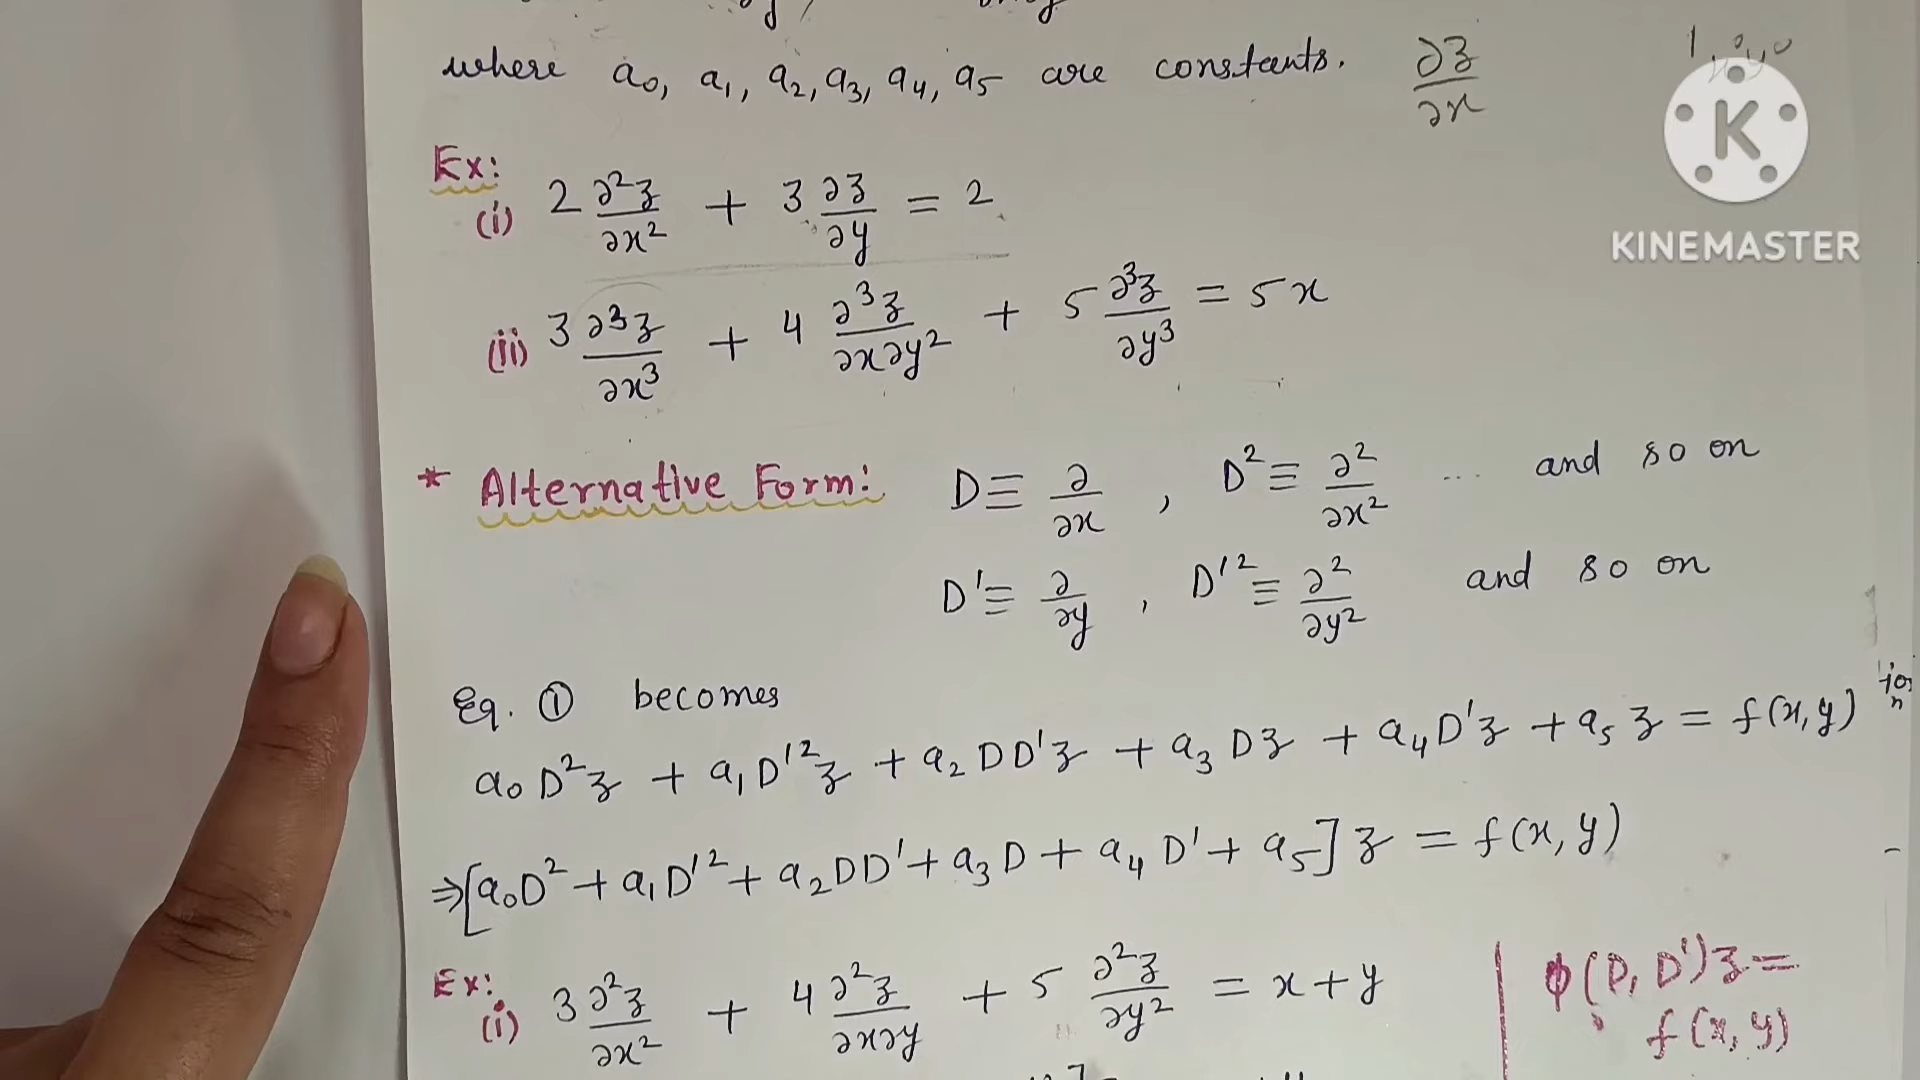 where a₀, a₁, a₂, a₃, a₄, a₅ are constants. ∂z/∂x
K
KINEMASTER
Ex:
(i) 2 ∂²z/∂x² + 3 ∂z/∂y = 2
(ii) 3 ∂³z/∂x³ + 4 ∂³z/∂x∂y² + 5 ∂³z/∂y³ = 5x
* Alternative Form: D ≡ ∂/∂x , D² ≡ ∂²/∂x² ... and so on
D' ≡ ∂/∂y , D'² ≡ ∂²/∂y² and so on
Eq. ① becomes
a₀D²z + a₁D'²z + a₂DD'z + a₃Dz + a₄D'z + a₅z = f(x,y)
⇒[a₀D² + a₁D'² + a₂DD' + a₃D + a₄D' + a₅]z = f(x,y)
Ex:
(i) 3 ∂²z/∂x² + 4 ∂²z/∂x∂y + 5 ∂²z/∂y² = x+y
ϕ(D, D')z =
f(x,y)